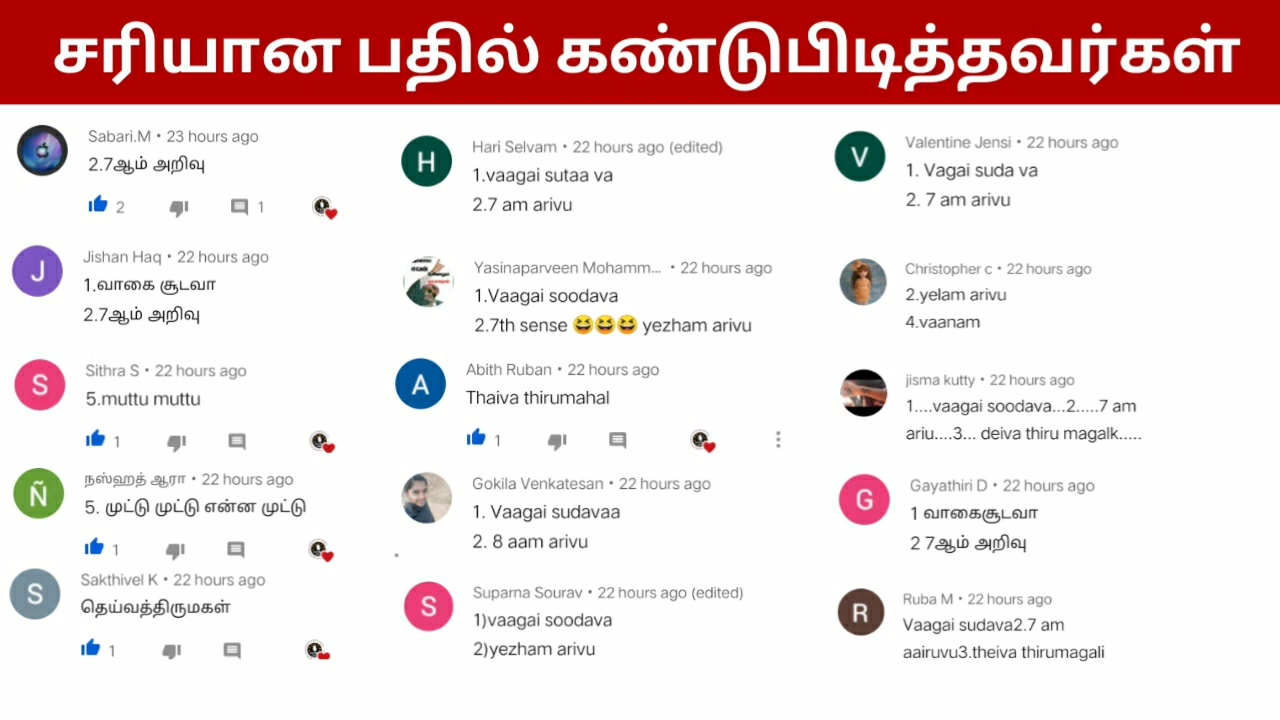 சரியான பதில் கண்டுபிடித்தவர்கள்
Sabari.M • 23 hours ago
2.7ஆம் அறிவு
2 1
Jishan Haq • 22 hours ago
1.வாகை சூடவா
2.7ஆம் அறிவு
Sithra S • 22 hours ago
5.muttu muttu
1
Ñ
நஸ்ஹத் ஆரா • 22 hours ago
5. முட்டு முட்டு என்ன முட்டு
1
S
Sakthivel K • 22 hours ago
தெய்வத்திருமகள்
1
H
Hari Selvam • 22 hours ago (edited)
1.vaagai sutaa va
2.7 am arivu
Yasinaparveen Mohamm... • 22 hours ago
1.Vaagai soodava
2.7th sense 😆😆😆 yezham arivu
A
Abith Ruban • 22 hours ago
Thaiva thirumahal
1
Gokila Venkatesan • 22 hours ago
1. Vaagai sudavaa
2. 8 aam arivu
S
Suparna Sourav • 22 hours ago (edited)
1)vaagai soodava
2)yezham arivu
V
Valentine Jensi • 22 hours ago
1. Vagai suda va
2. 7 am arivu
Christopher c • 22 hours ago
2.yelam arivu
4.vaanam
jisma kutty • 22 hours ago
1....vaagai soodava...2.....7 am
ariu....3... deiva thiru magalk.....
G
Gayathiri D • 22 hours ago
1 வாகைசூடவா
2 7ஆம் அறிவு
R
Ruba M • 22 hours ago
Vaagai sudava2.7 am
aairuvu3.theiva thirumagali